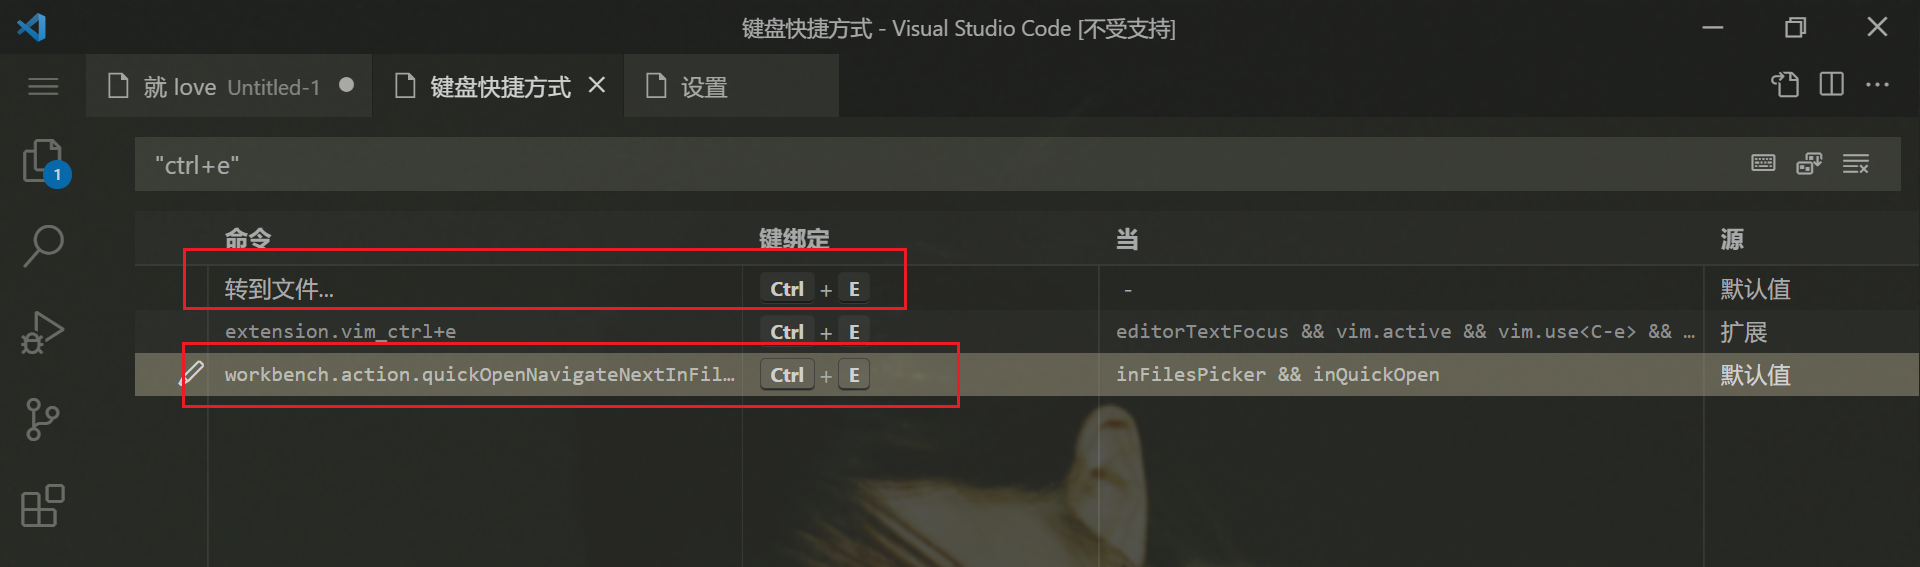 键盘快捷方式 - Visual Studio Code [不受支持]
就 love Untitled-1
键盘快捷方式
设置
1
"ctrl+e"
命令 键绑定 当 源
转到文件... Ctrl + E - 默认值
extension.vim_ctrl+e Ctrl + E editorTextFocus && vim.active && vim.use<C-e> && … 扩展
workbench.action.quickOpenNavigateNextInFil… Ctrl + E inFilesPicker && inQuickOpen 默认值